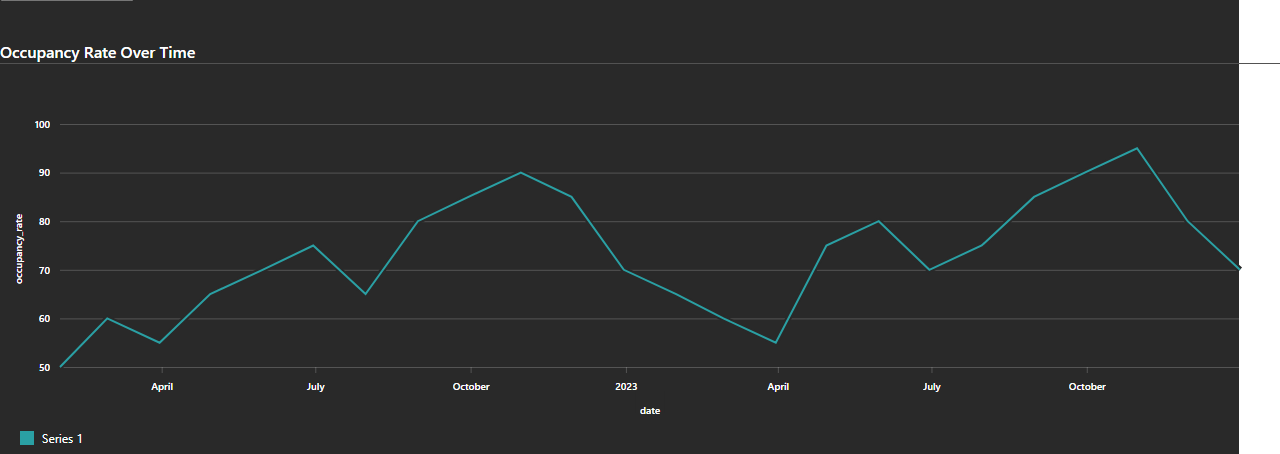 Occupancy Rate Over Time
100
90
80
70
60
50
occupancy_rate
April July October 2023 April July October
date
Series 1